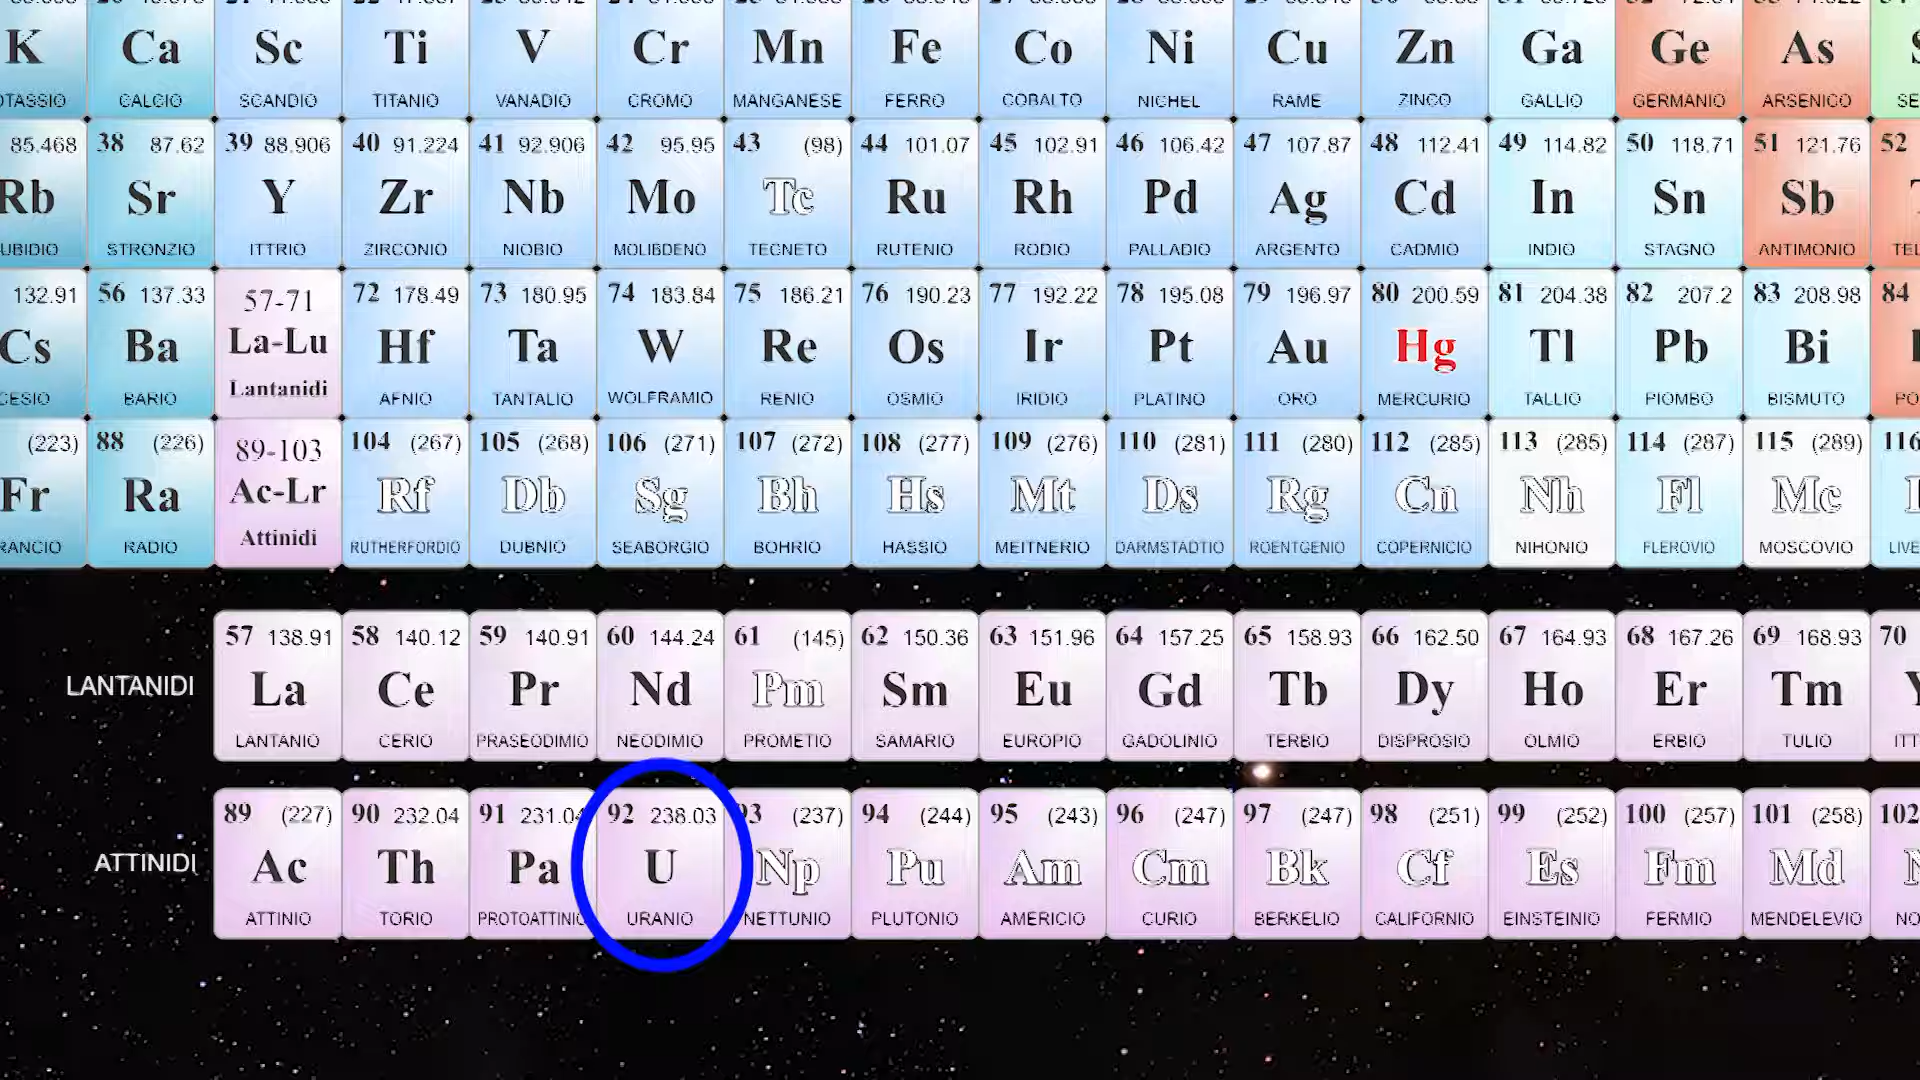 K Ca Sc Ti V Cr Mn Fe Co Ni Cu Zn Ga Ge As
OTASSIO CALCIO SCANDIO TITANIO VANADIO CROMO MANGANESE FERRO COBALTO NICHEL RAME ZINCO GALLIO GERMANIO ARSENICO SE
85.468 38 87.62 39 88.906 40 91.224 41 92.906 42 95.95 43 (98) 44 101.07 45 102.91 46 106.42 47 107.87 48 112.41 49 114.82 50 118.71 51 121.76 52
Rb Sr Y Zr Nb Mo Tc Ru Rh Pd Ag Cd In Sn Sb
UBIDIO STRONZIO ITTRIO ZIRCONIO NIOBIO MOLIBDENO TECNETO RUTENIO RODIO PALLADIO ARGENTO CADMIO INDIO STAGNO ANTIMONIO TEL
132.91 56 137.33 57-71 72 178.49 73 180.95 74 183.84 75 186.21 76 190.23 77 192.22 78 195.08 79 196.97 80 200.59 81 204.38 82 207.2 83 208.98 84
Cs Ba La-Lu Hf Ta W Re Os Ir Pt Au Hg Tl Pb Bi
CESIO BARIO Lantanidi AFNIO TANTALIO WOLFRAMIO RENIO OSMIO IRIDIO PLATINO ORO MERCURIO TALLIO PIOMBO BISMUTO PO
(223) 88 (226) 89-103 104 (267) 105 (268) 106 (271) 107 (272) 108 (277) 109 (276) 110 (281) 111 (280) 112 (285) 113 (285) 114 (287) 115 (289) 116
Fr Ra Ac-Lr Rf Db Sg Bh Hs Mt Ds Rg Cn Nh Fl Mc
RANCIO RADIO Attinidi RUTHERFORDIO DUBNIO SEABORGIO BOHRIO HASSIO MEITNERIO DARMSTADTIO ROENTGENIO COPERNICIO NIHONIO FLEROVIO MOSCOVIO LIVE
57 138.91 58 140.12 59 140.91 60 144.24 61 (145) 62 150.36 63 151.96 64 157.25 65 158.93 66 162.50 67 164.93 68 167.26 69 168.93 70
LANTANIDI La Ce Pr Nd Pm Sm Eu Gd Tb Dy Ho Er Tm
LANTANIO CERIO PRASEODIMIO NEODIMIO PROMETIO SAMARIO EUROPIO GADOLINIO TERBIO DISPROSIO OLMIO ERBIO TULIO ITT
89 (227) 90 232.04 91 231.04 92 238.03 93 (237) 94 (244) 95 (243) 96 (247) 97 (247) 98 (251) 99 (252) 100 (257) 101 (258) 102
ATTINIDI Ac Th Pa U Np Pu Am Cm Bk Cf Es Fm Md
ATTINIO TORIO PROTOATTINIO URANIO NETTUNIO PLUTONIO AMERICIO CURIO BERKELIO CALIFORNIO EINSTEINIO FERMIO MENDELEVIO NO